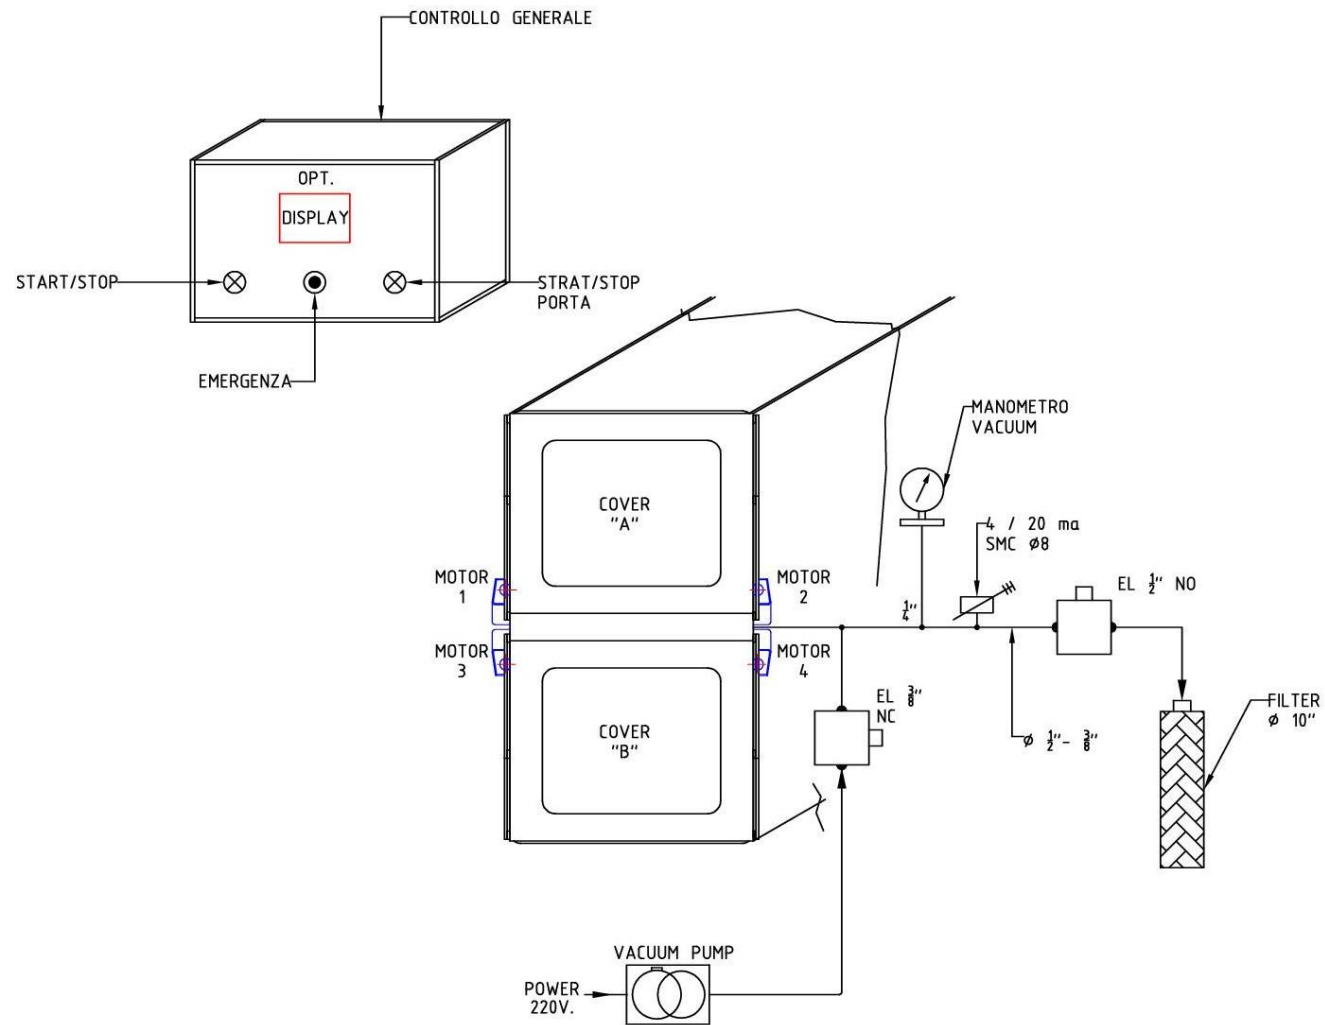 CONTROLLO GENERALE
OPT.
DISPLAY
START/STOP
STRAT/STOP
PORTA
EMERGENZA
MANOMETRO
VACUUM
COVER
"A"
4 / 20 ma
SMC Ø8
MOTOR
1
MOTOR
2
EL 1/2" NO
1/4"
MOTOR
3
MOTOR
4
EL 3/8"
NC
FILTER
Ø 10"
COVER
"B"
Ø 1/2"- 3/8"
VACUUM PUMP
POWER
220V.